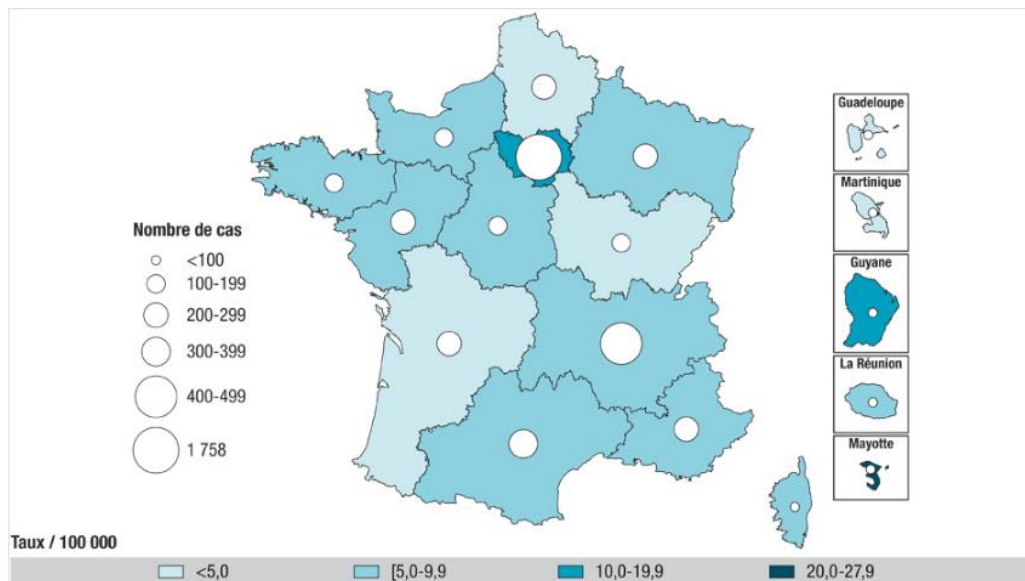 Guadeloupe
Martinique
Guyane
La Réunion
Mayotte
Nombre de cas
<100
100-199
200-299
300-399
400-499
1 758
Taux / 100 000
<5,0
[5,0-9,9
10,0-19,9
20,0-27,9